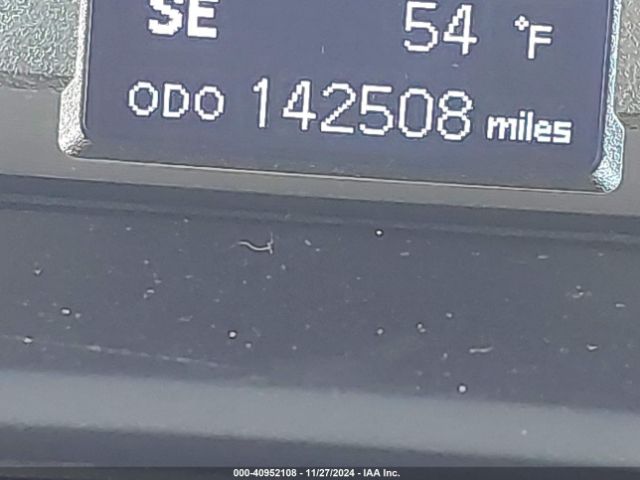 SE 54 °F
ODO 142508 miles
000-40952108 - 11/27/2024 - IAA Inc.